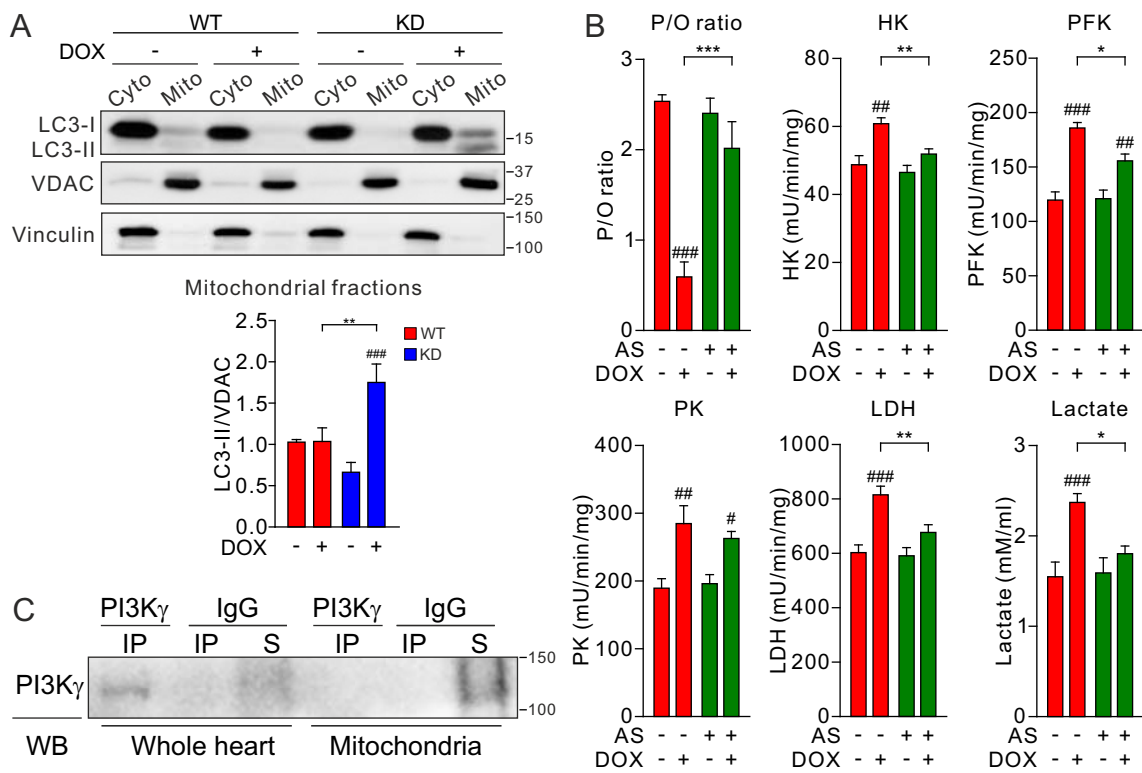 A
WT KD
DOX - + - +
Cyto Mito Cyto Mito Cyto Mito Cyto Mito
LC3-I
LC3-II
-15
VDAC
-37
-25
Vinculin
-150
-100
Mitochondrial fractions
LC3-II/VDAC
2.5
2.0
1.5
1.0
0.5
0.0
**
###
WT
KD
DOX - + - +
B
P/O ratio
P/O ratio
3
2
1
0
***
###
AS - - + +
DOX - + - +
HK
HK (mU/min/mg)
80
60
40
20
0
**
##
AS - - + +
DOX - + - +
PFK
PFK (mU/min/mg)
250
200
150
100
50
0
*
###
##
AS - - + +
DOX - + - +
PK
PK (mU/min/mg)
400
300
200
100
0
##
#
AS - - + +
DOX - + - +
LDH
LDH (mU/min/mg)
1000
800
600
400
200
0
**
###
AS - - + +
DOX - + - +
Lactate
Lactate (mM/ml)
3
2
1
0
*
###
AS - - + +
DOX - + - +
C
PI3Kγ IgG PI3Kγ IgG
IP IP S IP IP S
PI3Kγ
-150
-100
WB Whole heart Mitochondria